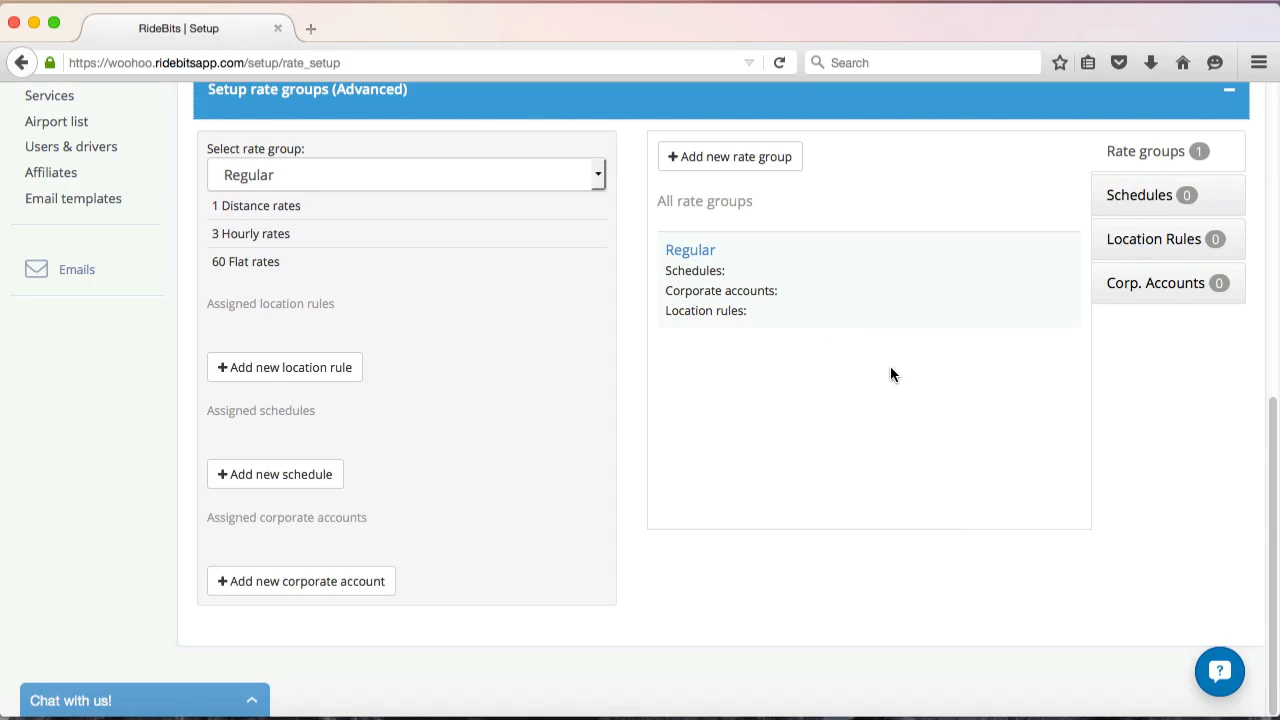 RideBits | Setup
https://woohoo.ridebitsapp.com/setup/rate_setup
Search
Services
Airport list
Users & drivers
Affiliates
Email templates
Emails
Setup rate groups (Advanced)
Select rate group:
Regular
1 Distance rates
3 Hourly rates
60 Flat rates
Assigned location rules
Add new location rule
Assigned schedules
Add new schedule
Assigned corporate accounts
Add new corporate account
Add new rate group
All rate groups
Regular
Schedules:
Corporate accounts:
Location rules:
Rate groups 1
Schedules 0
Location Rules 0
Corp. Accounts 0
Chat with us!